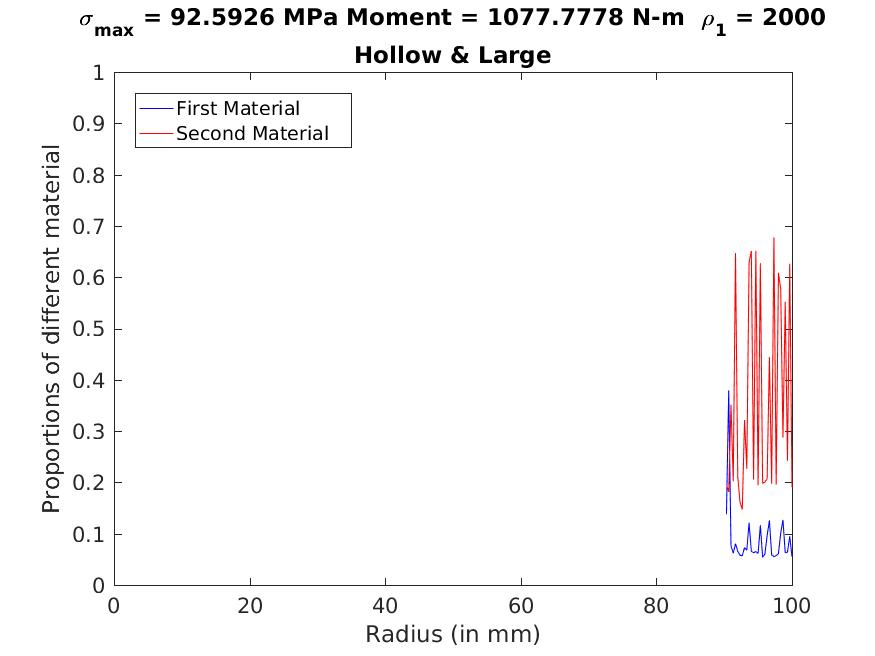 σmax = 92.5926 MPa Moment = 1077.7778 N-m ρ1 = 2000
Hollow & Large
1
First Material
0.9
Second Material
0.8
0.7
0.6
0.5
0.4
0.3
0.2
0.1
0
Proportions of different material
0 20 40 60 80 100
Radius (in mm)